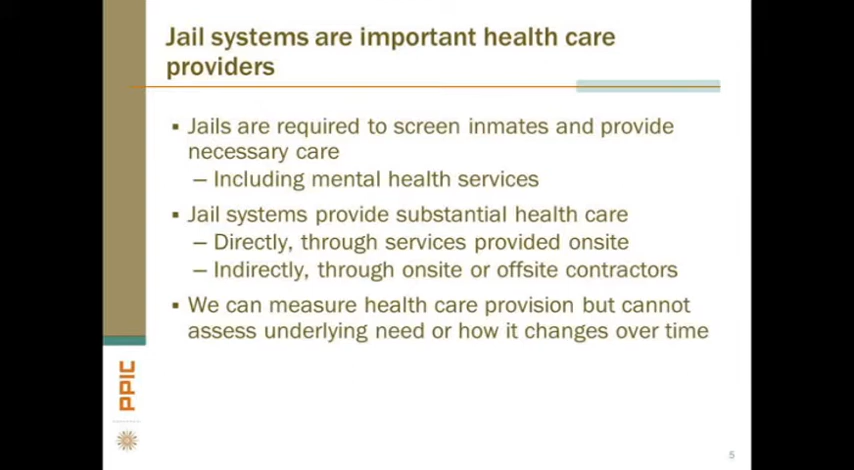 Jail systems are important health care
providers
▪ Jails are required to screen inmates and provide
necessary care
– Including mental health services
▪ Jail systems provide substantial health care
– Directly, through services provided onsite
– Indirectly, through onsite or offsite contractors
▪ We can measure health care provision but cannot
assess underlying need or how it changes over time
PPIC
5